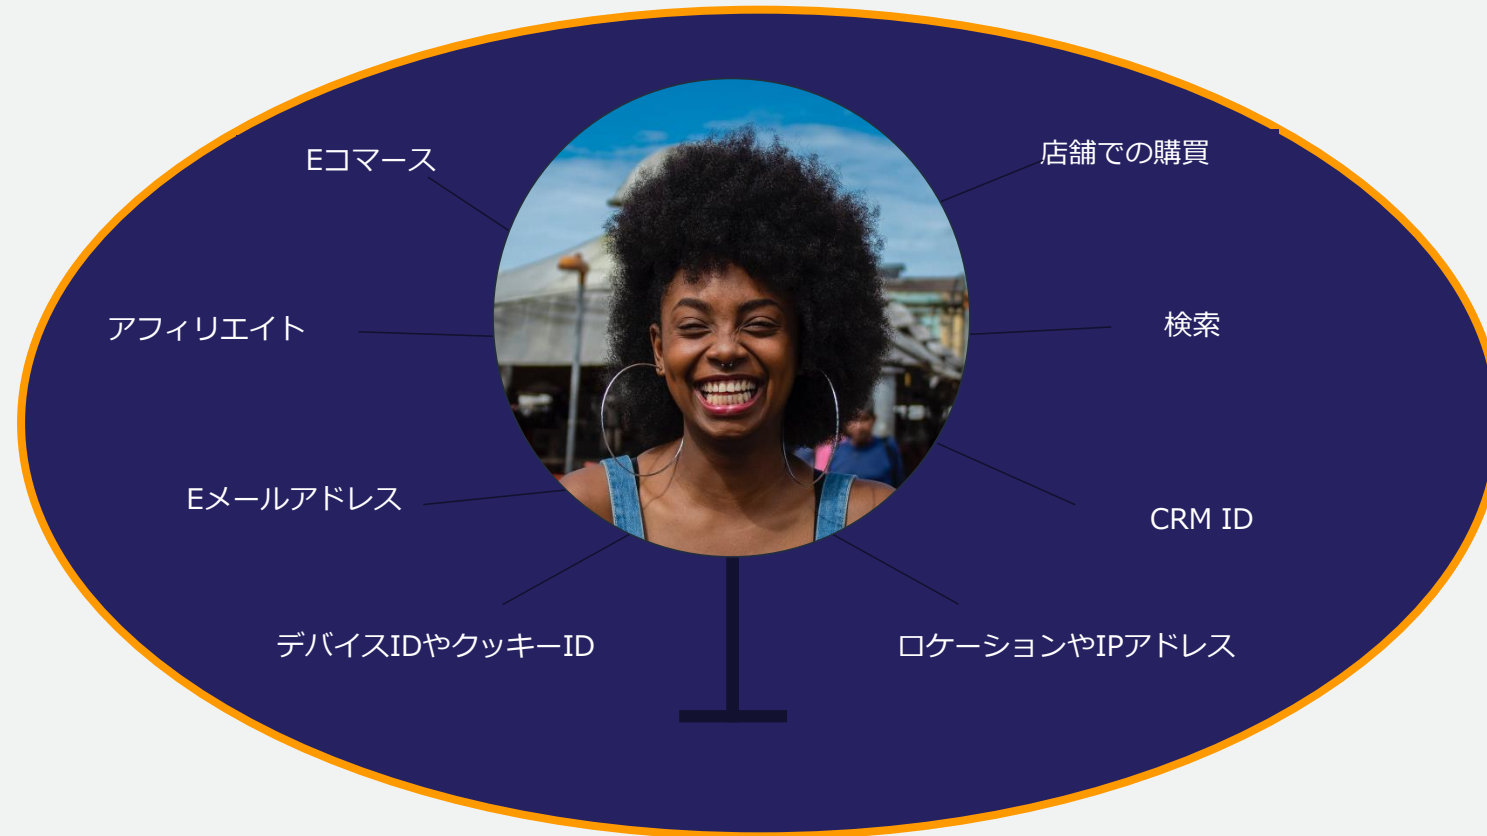 Eコマース
店舗での購買
アフィリエイト
検索
Eメールアドレス
CRM ID
デバイスIDやクッキーID
ロケーションやIPアドレス